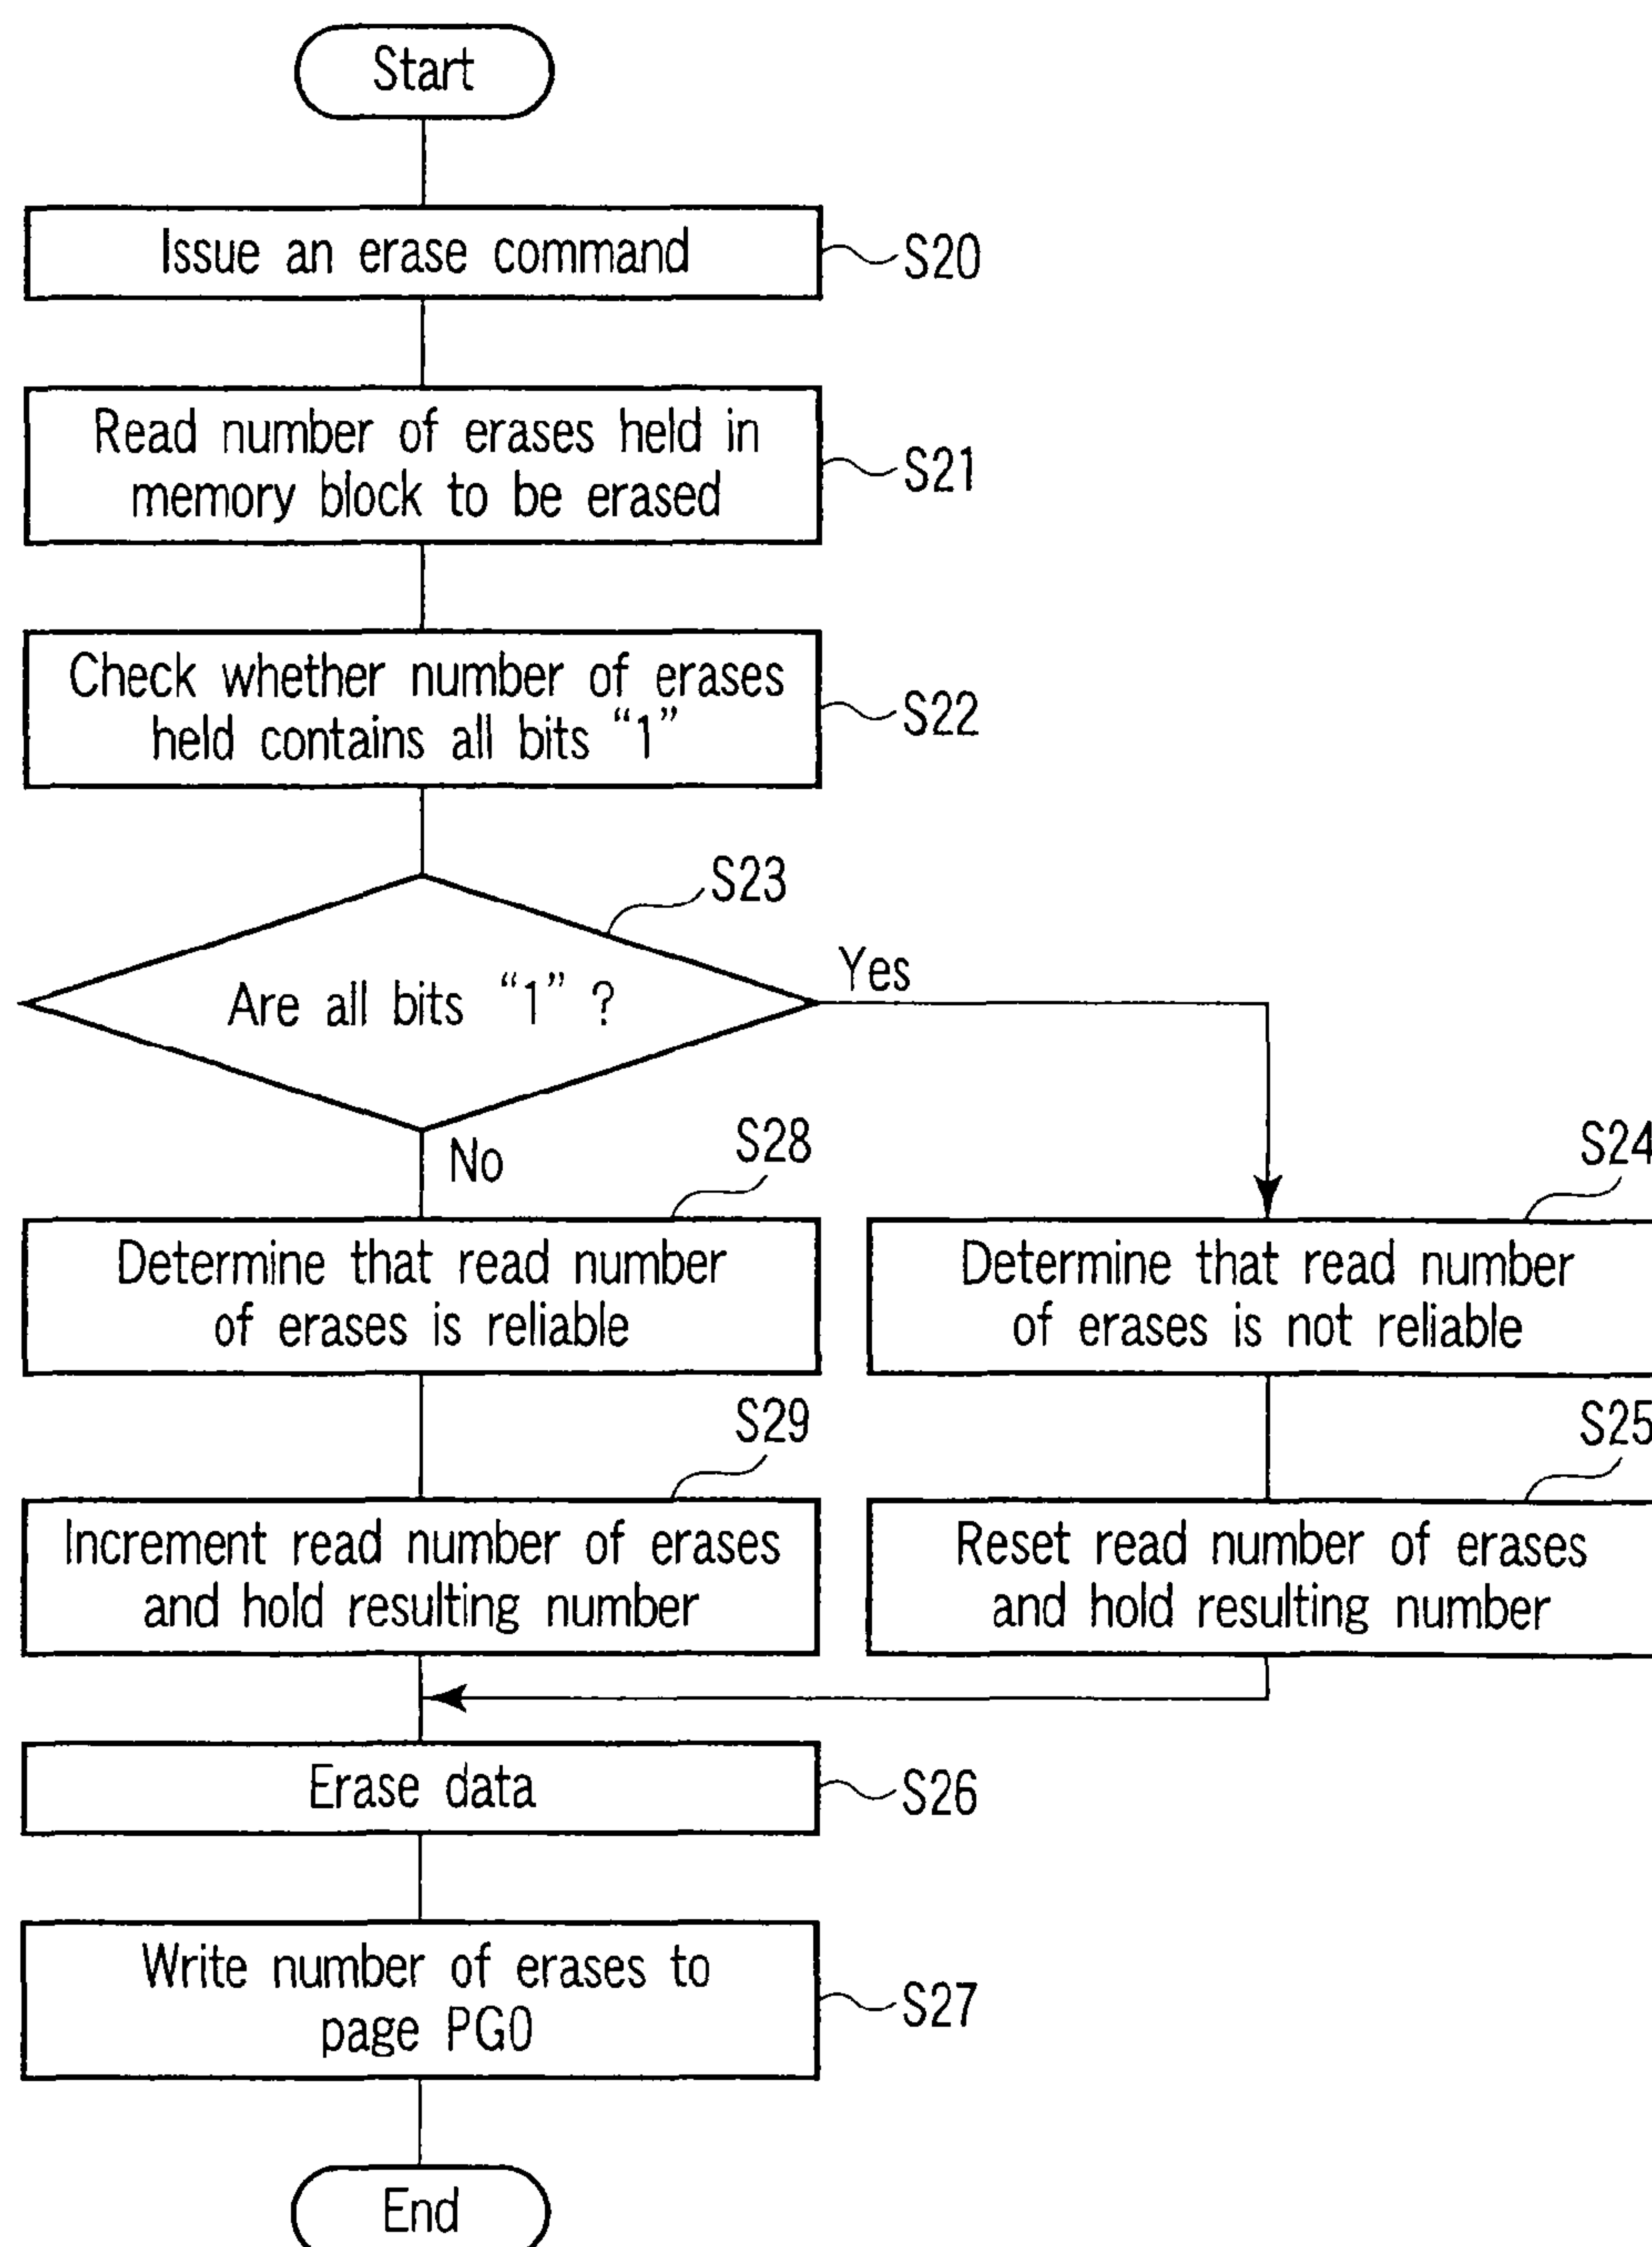 Start
Issue an erase command
S20
Read number of erases held in
memory block to be erased
S21
Check whether number of erases
held contains all bits “1”
S22
S23
Are all bits “1” ?
Yes
No
S28
Determine that read number
of erases is reliable
S24
Determine that read number
of erases is not reliable
S29
Increment read number of erases
and hold resulting number
S25
Reset read number of erases
and hold resulting number
Erase data
S26
Write number of erases to
page PG0
S27
End